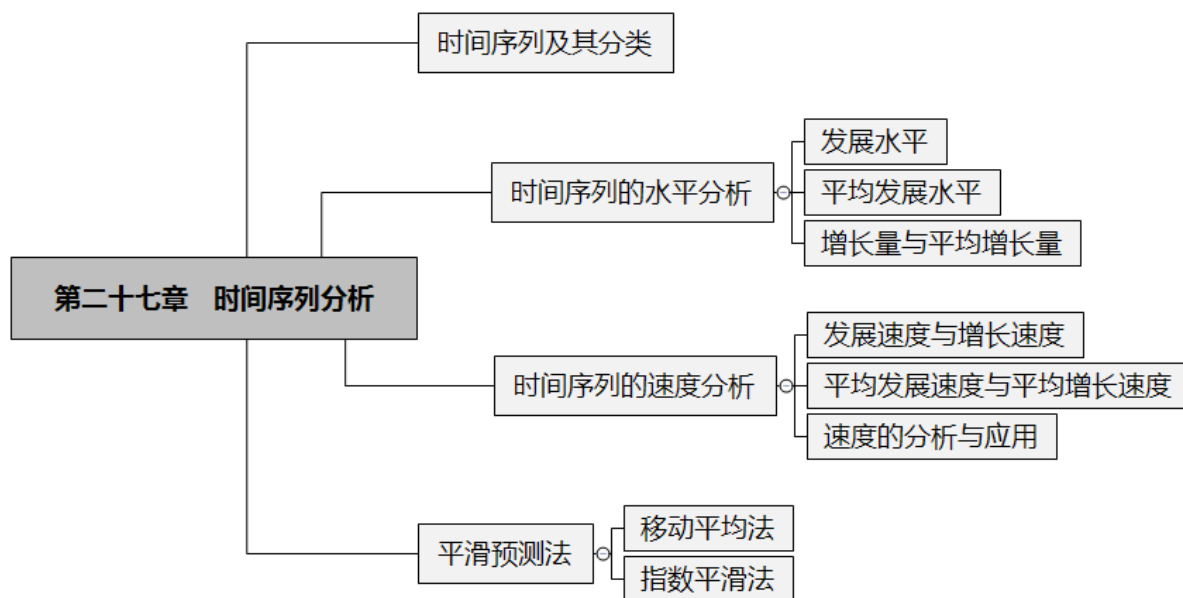 时间序列及其分类
发展水平
时间序列的水平分析
平均发展水平
增长量与平均增长量
第二十七章　时间序列分析
发展速度与增长速度
时间序列的速度分析
平均发展速度与平均增长速度
速度的分析与应用
移动平均法
平滑预测法
指数平滑法